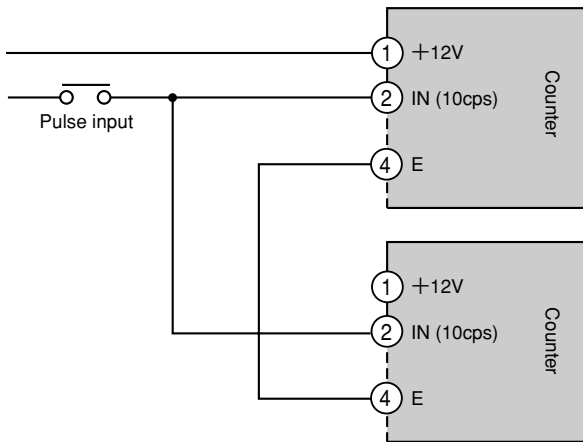 1 +12V
2 IN (10cps)
Pulse input
4 E
Counter
1 +12V
2 IN (10cps)
4 E
Counter